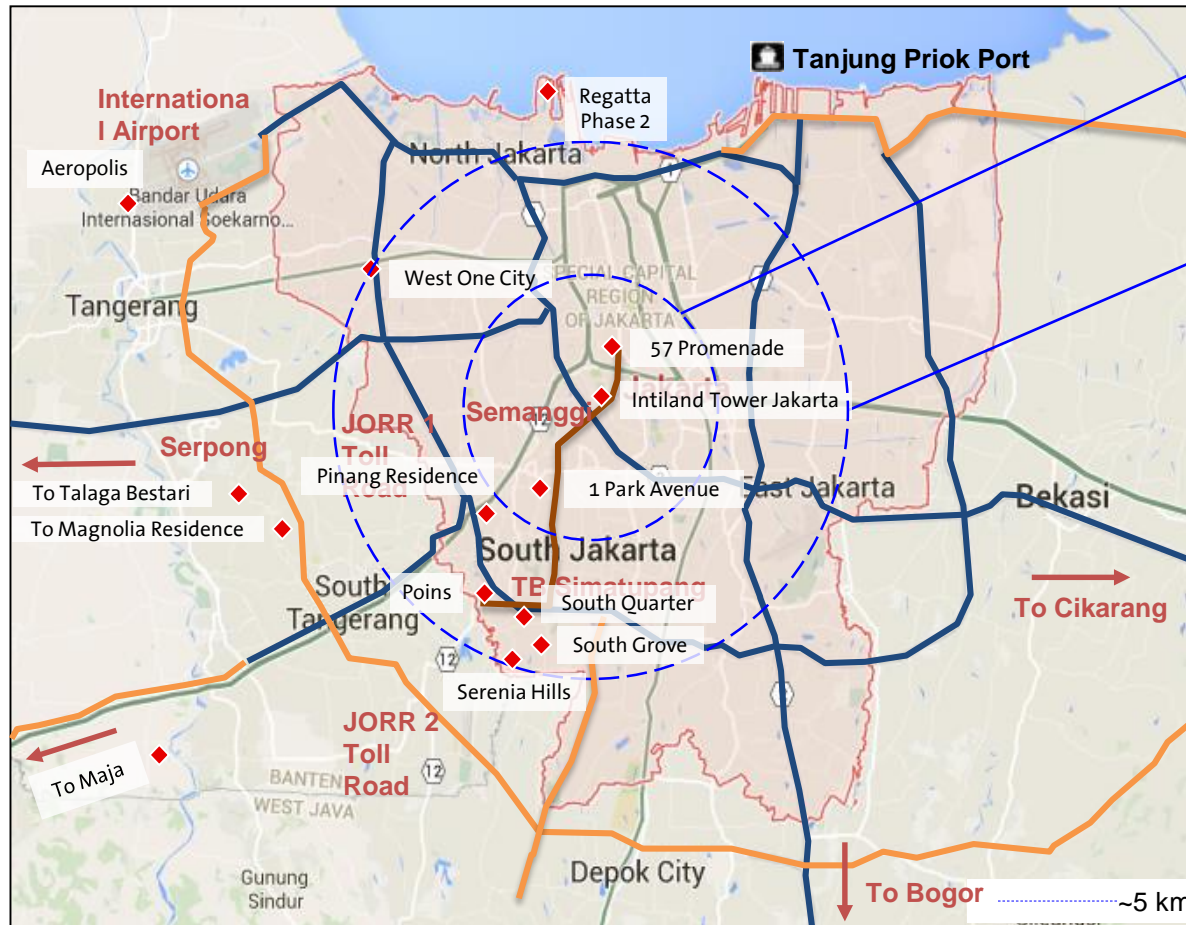 Tanjung Priok Port
Internationa
l Airport
Regatta
Phase 2
North Jakarta
Aeropolis
Bandar Udara
Internasional Soekarno...
West One City
SPECIAL CAPITAL
REGION
OF JAKARTA
Tangerang
57 Promenade
Jakarta
Intiland Tower Jakarta
Semanggi
12
JORR 1
Toll
Road
Serpong
Pinang Residence
To Talaga Bestari
1 Park Avenue
East Jakarta
Bekasi
To Magnolia Residence
South Jakarta
TB Simatupang
South
Tangerang
Poins
South Quarter
To Cikarang
South Grove
12
Serenia Hills
JORR 2
Toll
Road
12
To Maja
BANTEN
WEST JAVA
Depok City
Gunung
Sindur
To Bogor
~5 km